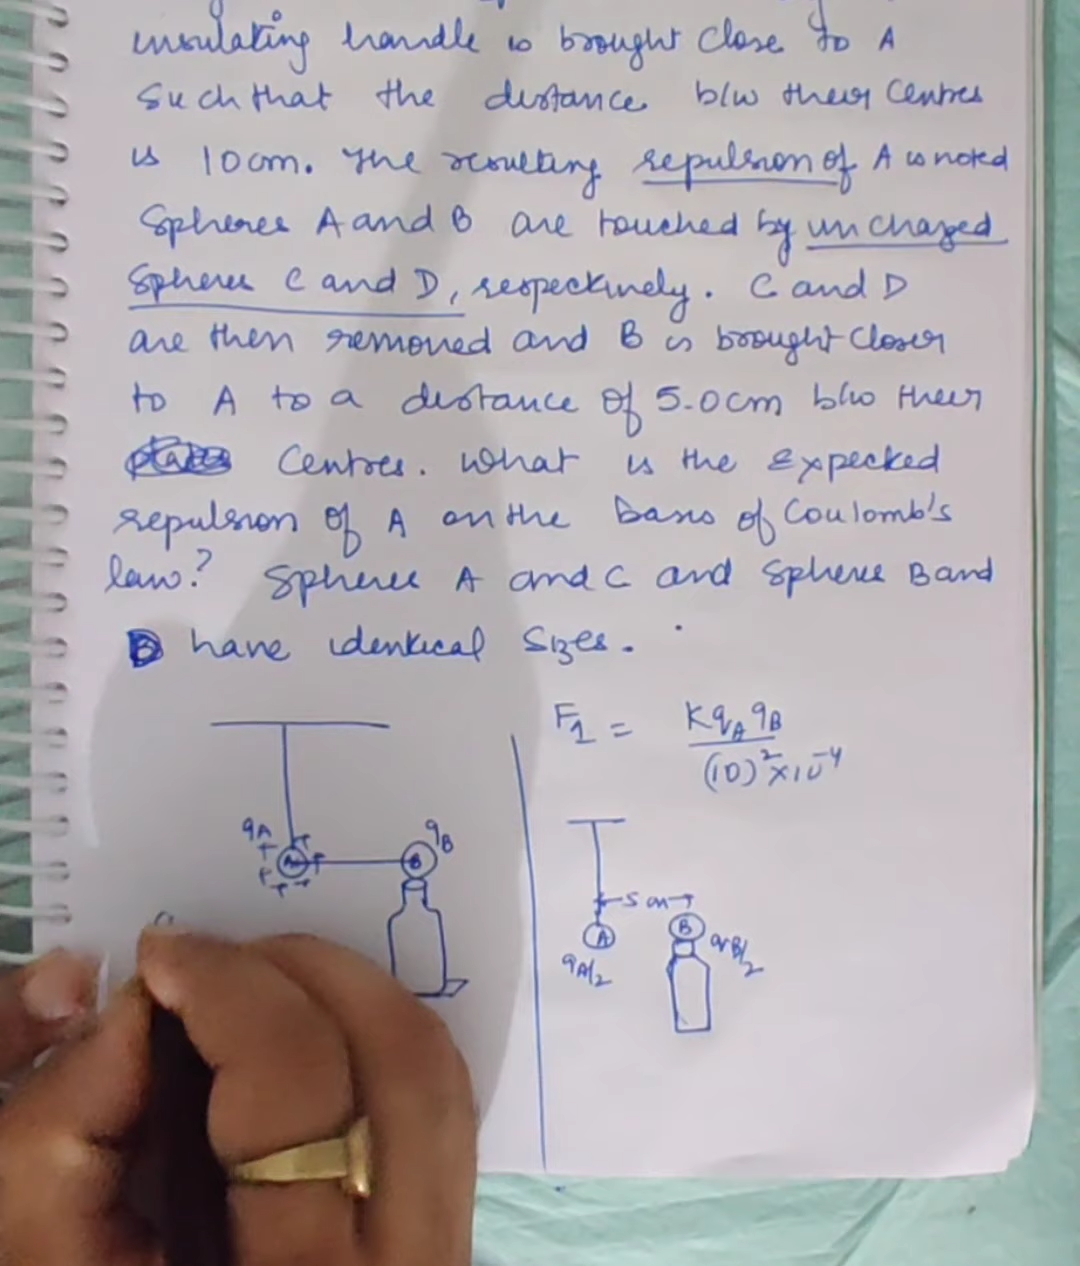 insulating handle is brought close to A
Such that the distance b/w their Centres
is 10cm. The resulting repulsion of A is noted
Spheres A and B are touched by uncharged
Spheres C and D, respectively. C and D
are then removed and B is brought closer
to A to a distance of 5.0cm b/w their
Centres. What is the Expected
repulsion of A on the basis of Coulomb's
law? Spheres A and C and Spheres B and
D have identical Sizes.
F1 = K qA qB
(10)² × 10⁻⁴
qA
+ + + + + + +
A
B
qB
5 cm
A
B
qA/2
qB/2